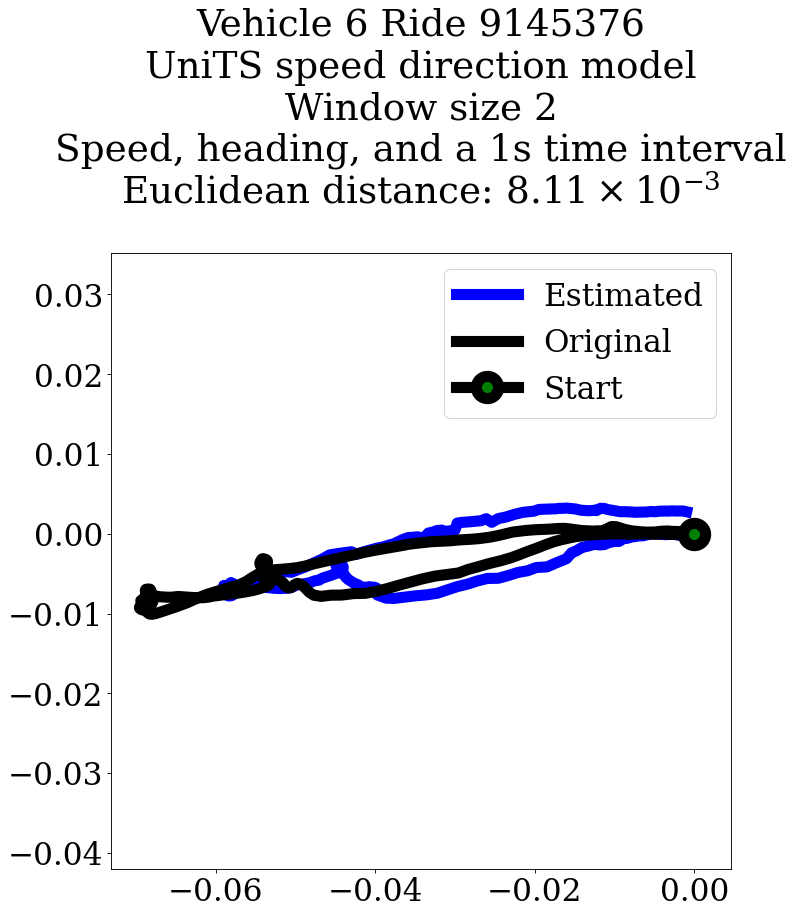 Vehicle 6 Ride 9145376
UniTS speed direction model
Window size 2
Speed, heading, and a 1s time interval
Euclidean distance: 8.11 × 10⁻³
Estimated
Original
Start
0.03
0.02
0.01
0.00
−0.01
−0.02
−0.03
−0.04
−0.06 −0.04 −0.02 0.00